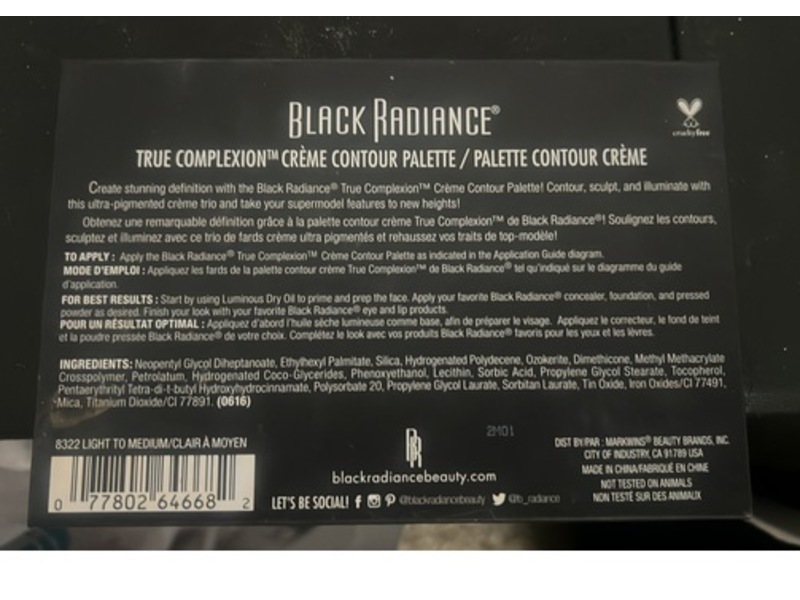 BLACK RADIANCE®
cruelty free
TRUE COMPLEXION™ CRÈME CONTOUR PALETTE / PALETTE CONTOUR CRÈME
Create stunning definition with the Black Radiance® True Complexion™ Crème Contour Palette! Contour, sculpt, and illuminate with
this ultra-pigmented crème trio and take your supermodel features to new heights!
Obtenez une remarquable définition grâce à la palette contour crème True Complexion™ de Black Radiance®! Soulignez les contours,
sculptez et illuminez avec ce trio de fards crème ultra pigmentés et rehaussez vos traits de top-modèle!
TO APPLY : Apply the Black Radiance® True Complexion™ Crème Contour Palette as indicated in the Application Guide diagram.
MODE D'EMPLOI : Appliquez les fards de la palette contour crème True Complexion™ de Black Radiance® tel qu'indiqué sur le diagramme du guide
d'application.
FOR BEST RESULTS : Start by using Luminous Dry Oil to prime and prep the face. Apply your favorite Black Radiance® concealer, foundation, and pressed
powder as desired. Finish your look with your favorite Black Radiance® eye and lip products.
POUR UN RÉSULTAT OPTIMAL : Appliquez d'abord l'huile sèche lumineuse comme base, afin de préparer le visage. Appliquez le correcteur, le fond de teint
et la poudre pressée Black Radiance® de votre choix. Complétez le look avec vos produits Black Radiance® favoris pour les yeux et les lèvres.
INGREDIENTS: Neopentyl Glycol Diheptanoate, Ethylhexyl Palmitate, Silica, Hydrogenated Polydecene, Ozokerite, Dimethicone, Methyl Methacrylate
Crosspolymer, Petrolatum, Hydrogenated Coco-Glycerides, Phenoxyethanol, Lecithin, Sorbic Acid, Propylene Glycol Stearate, Tocopherol,
Pentaerythrityl Tetra-di-t-butyl Hydroxyhydrocinnamate, Polysorbate 20, Propylene Glycol Laurate, Sorbitan Laurate, Tin Oxide, Iron Oxides/CI 77491,
Mica, Titanium Dioxide/CI 77891. (0616)
8322 LIGHT TO MEDIUM/CLAIR À MOYEN
0 77802 64668 2
2M01
blackradiancebeauty.com
LET'S BE SOCIAL! @blackradiancebeauty @b_radiance
DIST BY/PAR : MARKWINS® BEAUTY BRANDS, INC.
CITY OF INDUSTRY, CA 91789 USA
MADE IN CHINA/FABRIQUÉ EN CHINE
NOT TESTED ON ANIMALS
NON TESTÉ SUR DES ANIMAUX